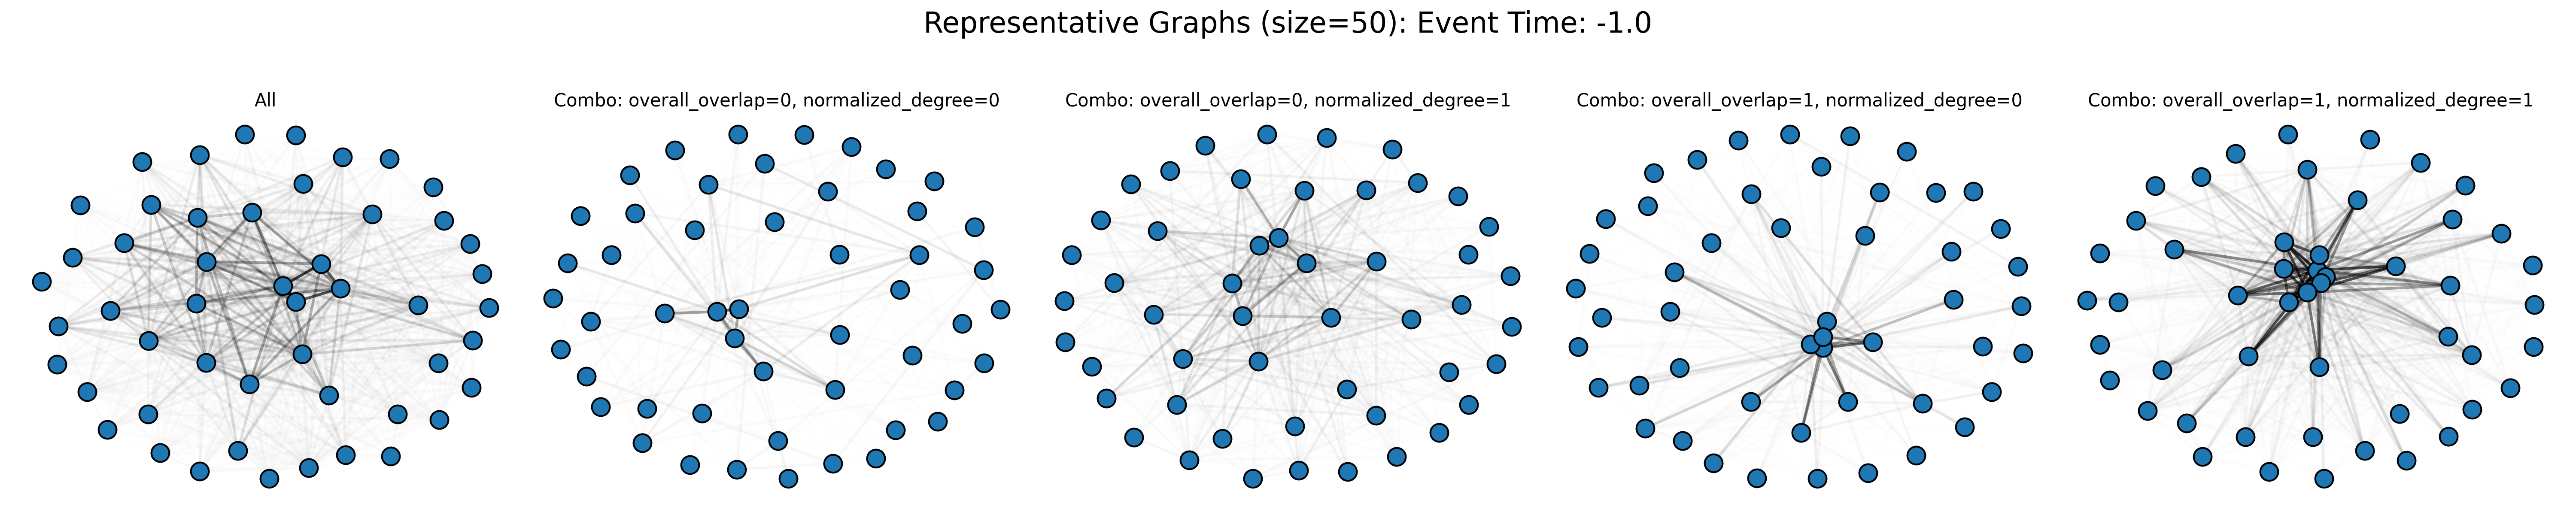 Representative Graphs (size=50): Event Time: -1.0
All
Combo: overall_overlap=0, normalized_degree=0
Combo: overall_overlap=0, normalized_degree=1
Combo: overall_overlap=1, normalized_degree=0
Combo: overall_overlap=1, normalized_degree=1